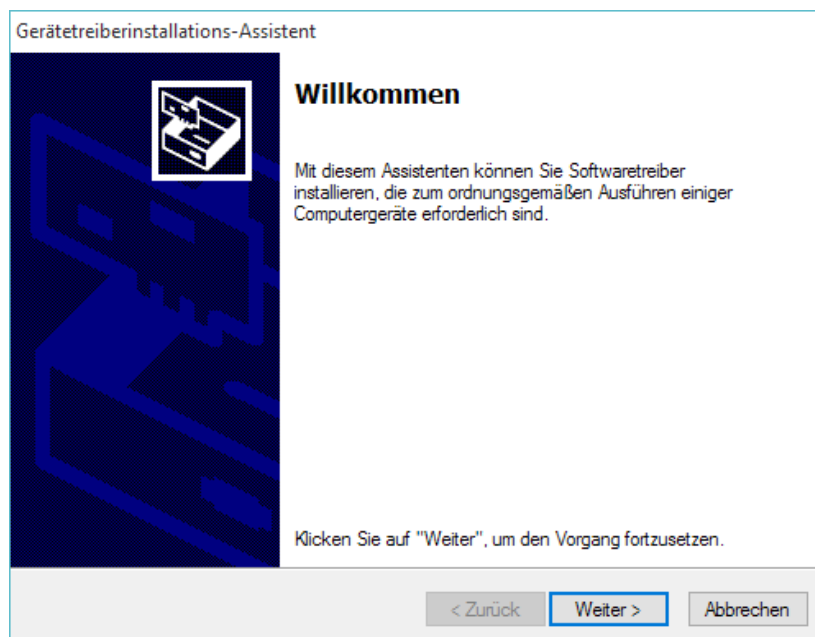 Gerätetreiberinstallations-Assistent
Willkommen
Mit diesem Assistenten können Sie Softwaretreiber
installieren, die zum ordnungsgemäßen Ausführen einiger
Computergeräte erforderlich sind.
Klicken Sie auf "Weiter", um den Vorgang fortzusetzen.
< Zurück
Weiter >
Abbrechen